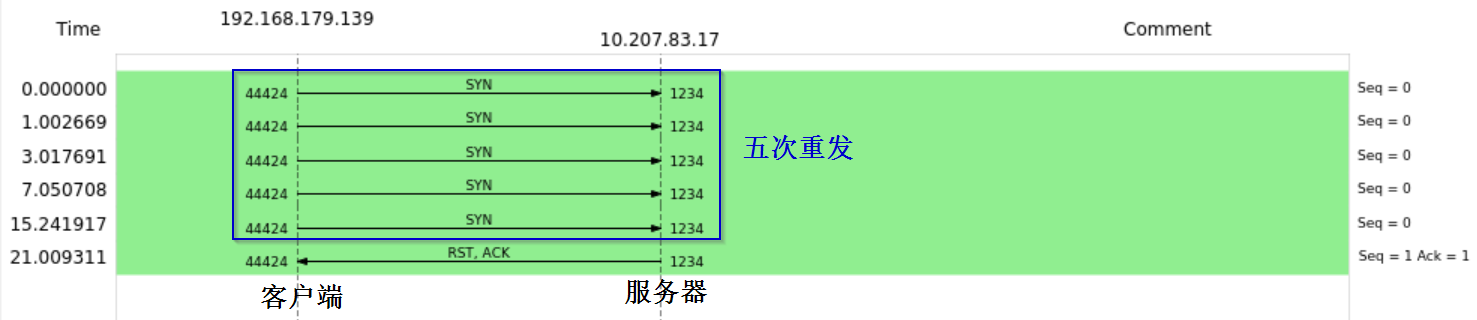 192.168.179.139
Time
10.207.83.17
Comment
0.000000 44424 SYN 1234 Seq = 0
1.002669 44424 SYN 1234 Seq = 0
五次重发
3.017691 44424 SYN 1234 Seq = 0
7.050708 44424 SYN 1234 Seq = 0
15.241917 44424 SYN 1234 Seq = 0
21.009311 44424 RST, ACK 1234 Seq = 1 Ack = 1
客户端
服务器